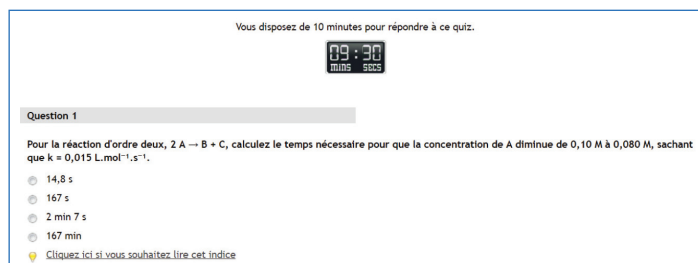 Vous disposez de 10 minutes pour répondre à ce quiz.
09:30
MINS SECS
Question 1
Pour la réaction d'ordre deux, 2 A → B + C, calculez le temps nécessaire pour que la concentration de A diminue de 0,10 M à 0,080 M, sachant
que k = 0,015 L.mol⁻¹.s⁻¹.
14,8 s
167 s
2 min 7 s
167 min
Cliquez ici si vous souhaitez lire cet indice